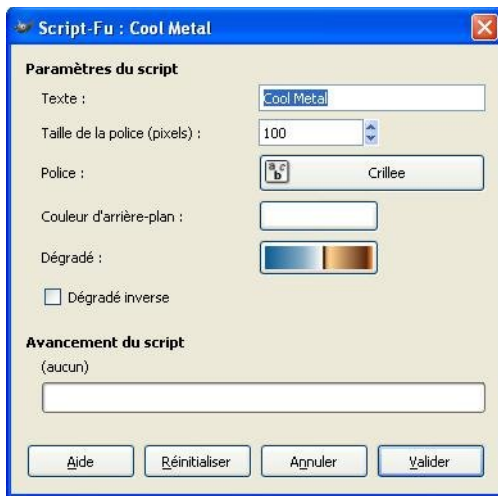 Script-Fu : Cool Metal
Paramètres du script
Texte : Cool Metal
Taille de la police (pixels) : 100
Police : Crillee
Couleur d'arrière-plan :
Dégradé :
Dégradé inverse
Avancement du script
(aucun)
Aide Réinitialiser Annuler Valider